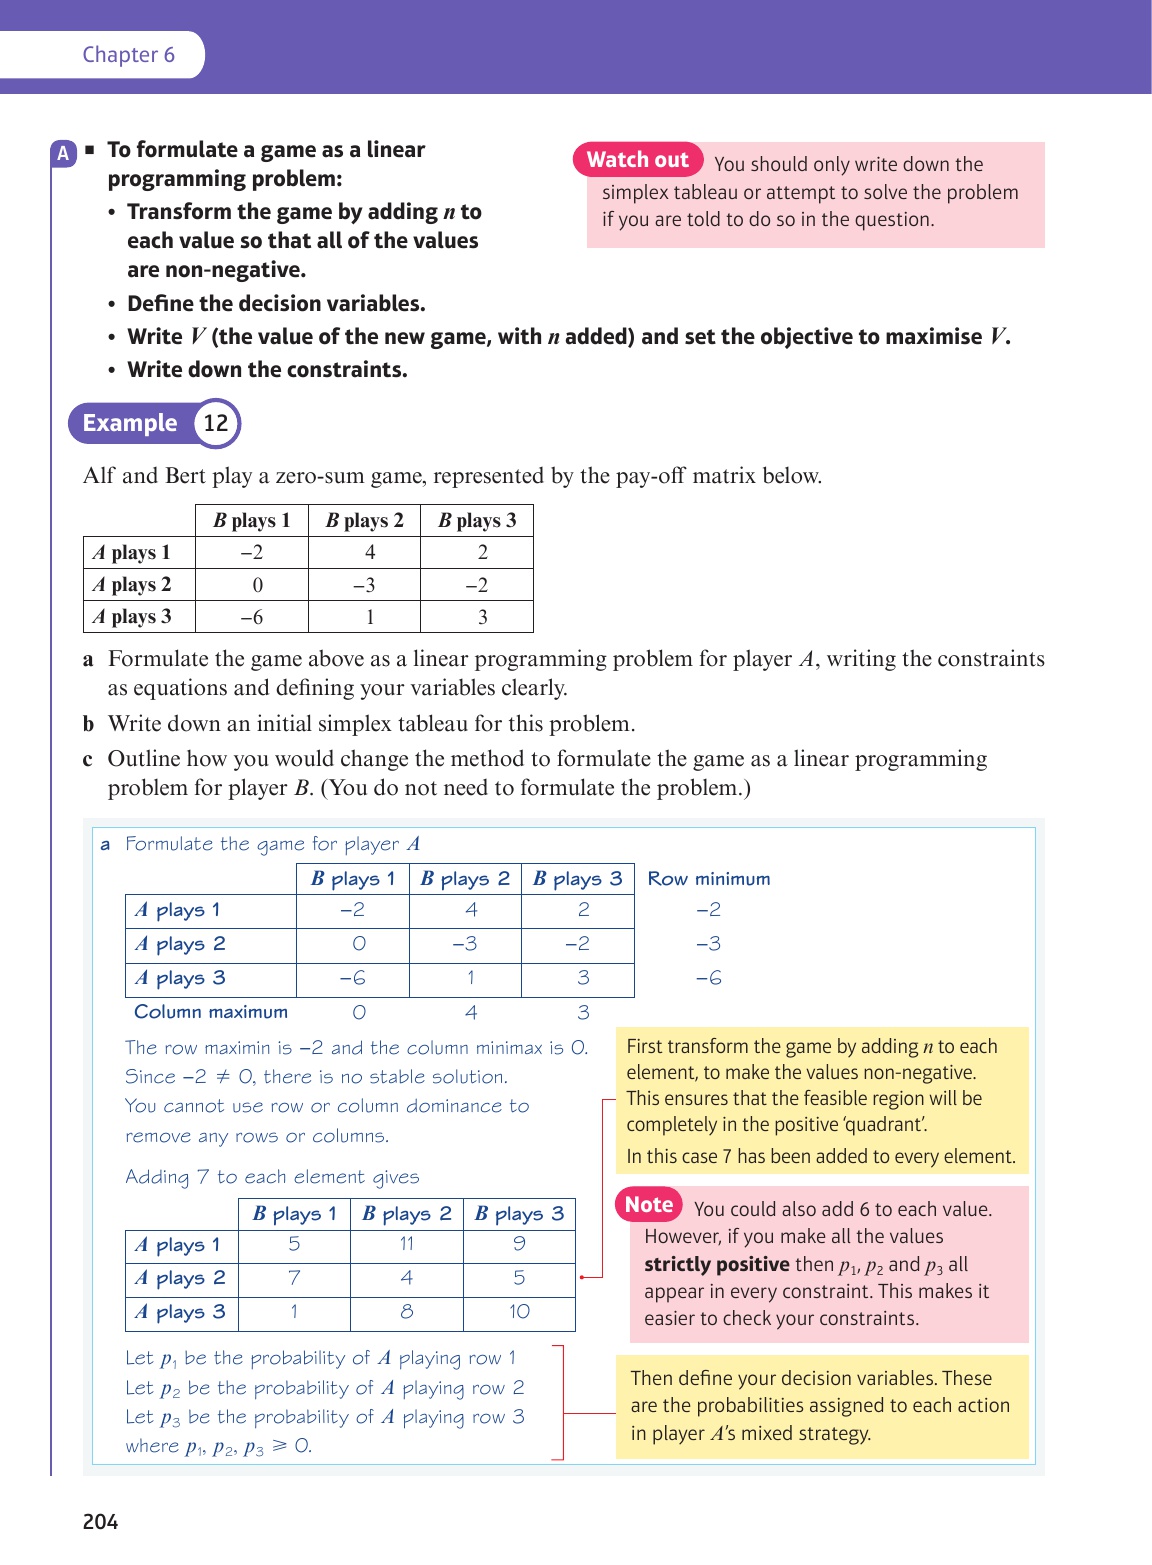 Chapter 6
A
■ To formulate a game as a linear
programming problem:
• Transform the game by adding n to
each value so that all of the values
are non-negative.
• Define the decision variables.
• Write V (the value of the new game, with n added) and set the objective to maximise V.
• Write down the constraints.
Watch out You should only write down the
simplex tableau or attempt to solve the problem
if you are told to do so in the question.
Example 12
Alf and Bert play a zero-sum game, represented by the pay-off matrix below.
B plays 1 B plays 2 B plays 3
A plays 1 −2 4 2
A plays 2 0 −3 −2
A plays 3 −6 1 3
a Formulate the game above as a linear programming problem for player A, writing the constraints
as equations and defining your variables clearly.
b Write down an initial simplex tableau for this problem.
c Outline how you would change the method to formulate the game as a linear programming
problem for player B. (You do not need to formulate the problem.)
a Formulate the game for player A
B plays 1 B plays 2 B plays 3 Row minimum
A plays 1 −2 4 2 −2
A plays 2 0 −3 −2 −3
A plays 3 −6 1 3 −6
Column maximum 0 4 3
The row maximin is −2 and the column minimax is 0.
Since −2 ≠ 0, there is no stable solution.
You cannot use row or column dominance to
remove any rows or columns.
Adding 7 to each element gives
B plays 1 B plays 2 B plays 3
A plays 1 5 11 9
A plays 2 7 4 5
A plays 3 1 8 10
Let p₁ be the probability of A playing row 1
Let p₂ be the probability of A playing row 2
Let p₃ be the probability of A playing row 3
where p₁, p₂, p₃ ⩾ 0.
First transform the game by adding n to each
element, to make the values non-negative.
This ensures that the feasible region will be
completely in the positive ‘quadrant’.
In this case 7 has been added to every element.
Note You could also add 6 to each value.
However, if you make all the values
strictly positive then p₁, p₂ and p₃ all
appear in every constraint. This makes it
easier to check your constraints.
Then define your decision variables. These
are the probabilities assigned to each action
in player A’s mixed strategy.
204